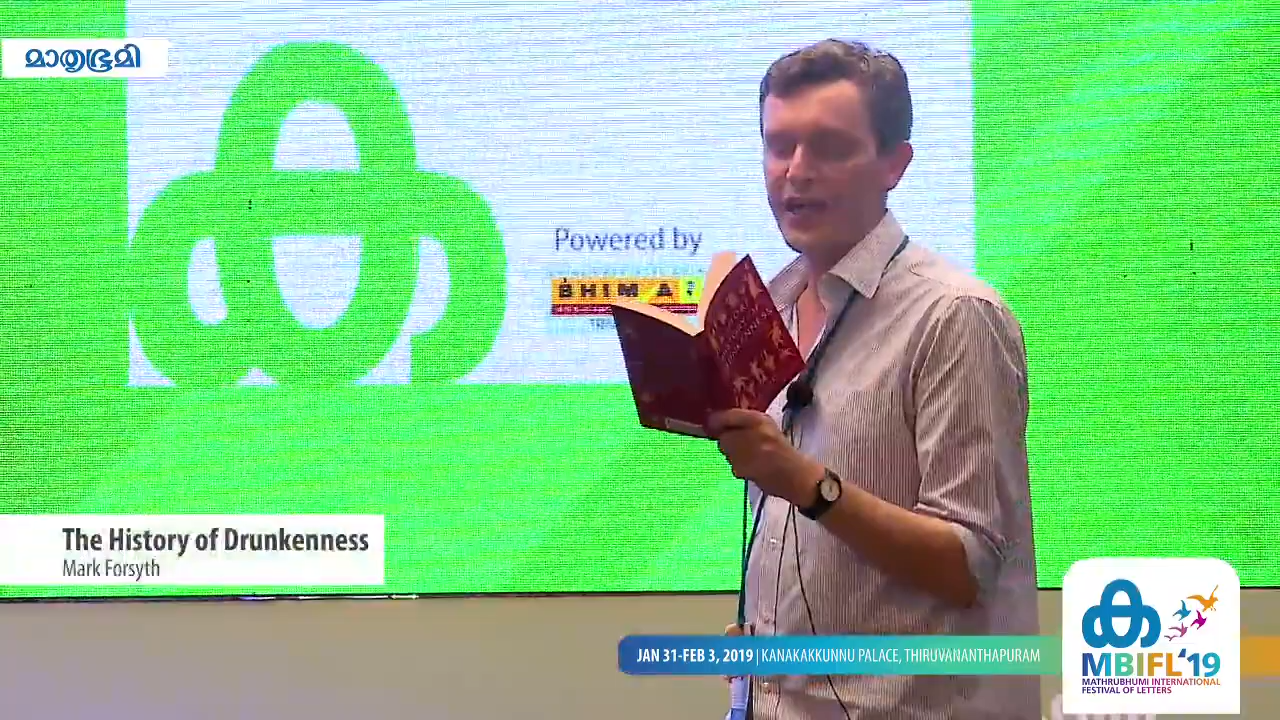 മാതൃഭൂമി
Powered by
BHIMA
The History of Drunkenness
Mark Forsyth
JAN 31-FEB 3, 2019 | KANAKAKKUNNU PALACE, THIRUVANANTHAPURAM
ക
MBIFL'19
MATHRUBHUMI INTERNATIONAL
FESTIVAL OF LETTERS